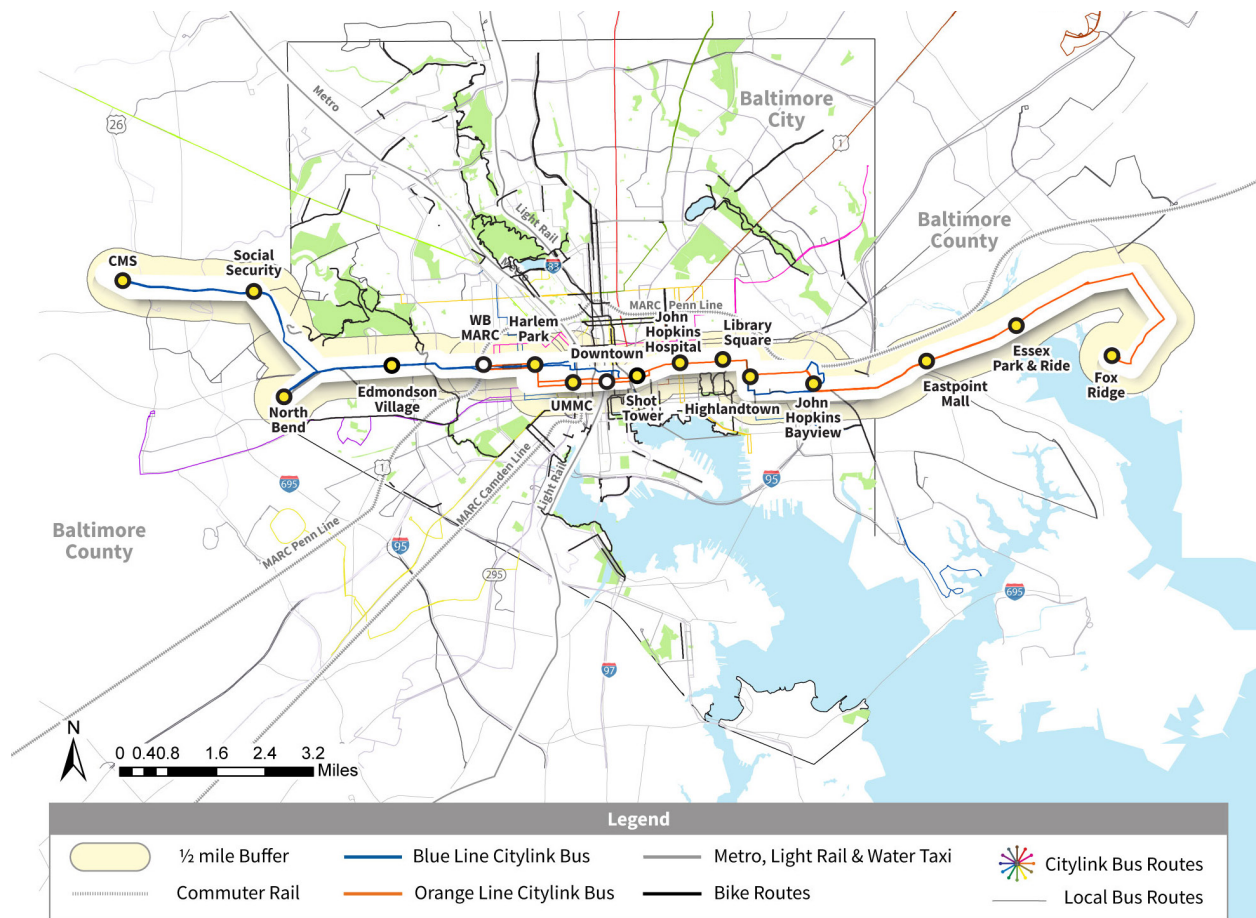 Metro
26
Baltimore
City
1
Light Rail
Baltimore
County
CMS
Social
Security
83
Metro
MARC Penn Line
WB
MARC
Harlem
Park
Downtown
John
Hopkins
Hospital
Library
Square
Essex
Park & Ride
Fox
Ridge
Edmondson
Village
North
Bend
UMMC
Shot
Tower
Highlandtown
John
Hopkins
Bayview
Eastpoint
Mall
1
695
MARC Camden Line
Light Rail
95
Baltimore
County
MARC Penn Line
95
295
695
97
N
0 0.40.8 1.6 2.4 3.2
Miles
Legend
½ mile Buffer
Blue Line Citylink Bus
Metro, Light Rail & Water Taxi
Citylink Bus Routes
Commuter Rail
Orange Line Citylink Bus
Bike Routes
Local Bus Routes